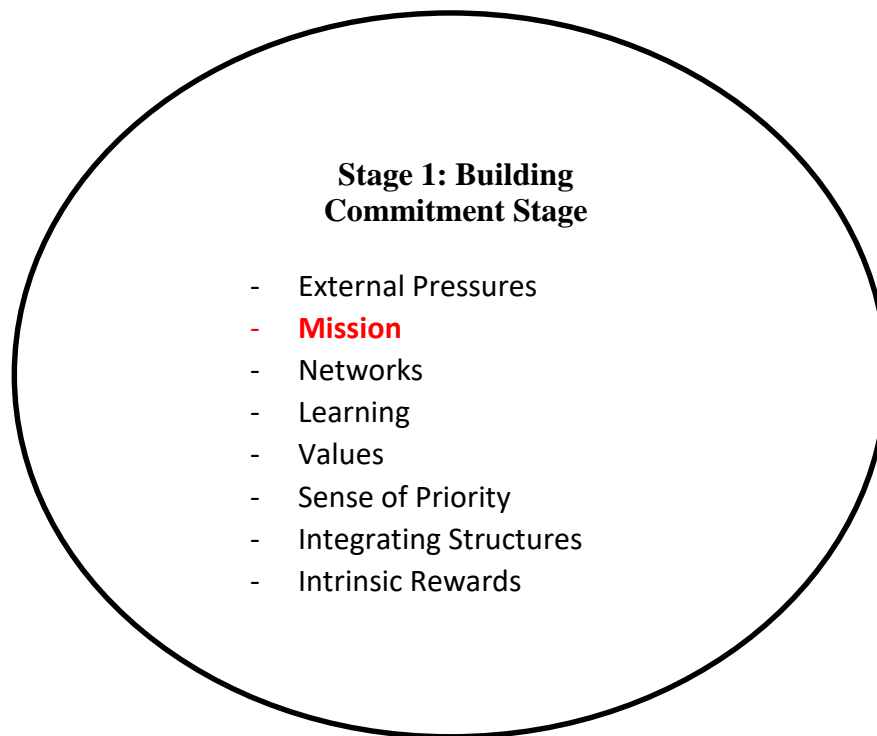 Stage 1: Building
Commitment Stage
- External Pressures
- Mission
- Networks
- Learning
- Values
- Sense of Priority
- Integrating Structures
- Intrinsic Rewards